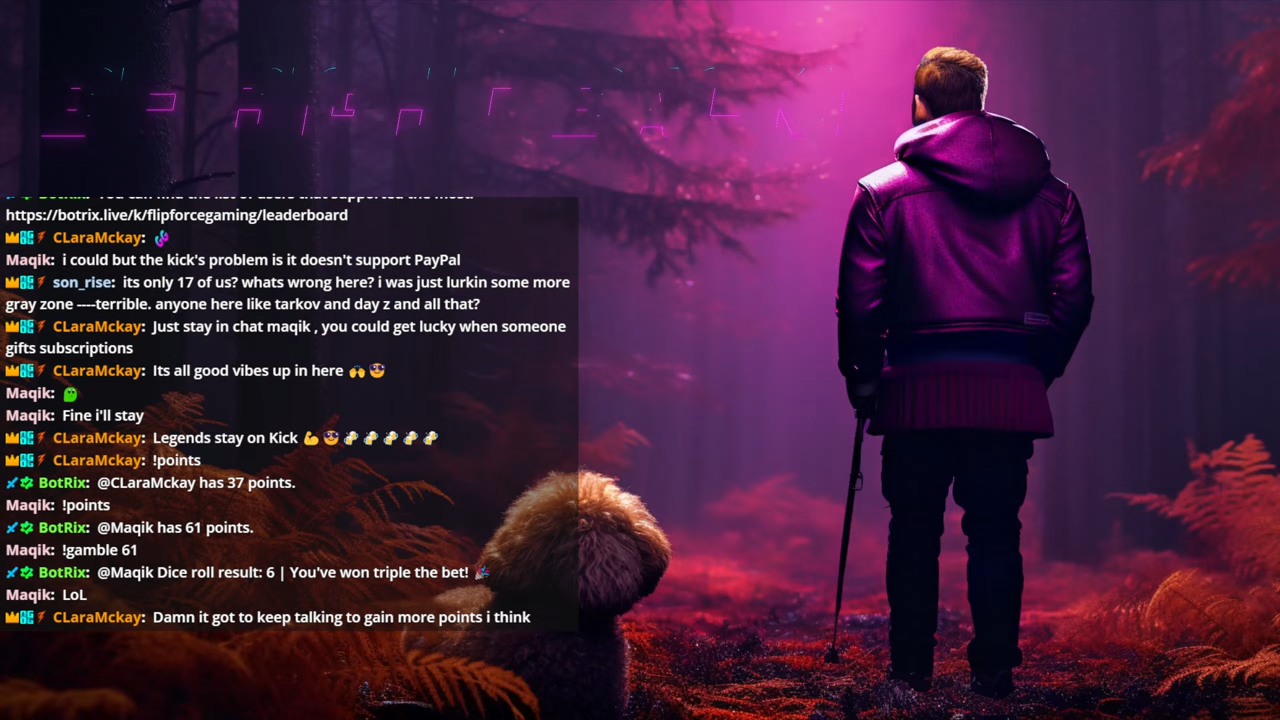 https://botrix.live/k/flipforcegaming/leaderboard
CLaraMckay:
Maqik: i could but the kick's problem is it doesn't support PayPal
son_rise: its only 17 of us? whats wrong here? i was just lurkin some more
gray zone ----terrible. anyone here like tarkov and day z and all that?
CLaraMckay: Just stay in chat maqik , you could get lucky when someone
gifts subscriptions
CLaraMckay: Its all good vibes up in here 🙌 😎
Maqik:
Maqik: Fine i'll stay
CLaraMckay: Legends stay on Kick 💪 😎 🍻 🍻 🍻 🍻 🍻
CLaraMckay: !points
BotRix: @CLaraMckay has 37 points.
Maqik: !points
BotRix: @Maqik has 61 points.
Maqik: !gamble 61
BotRix: @Maqik Dice roll result: 6 | You've won triple the bet! 🎉
Maqik: LoL
CLaraMckay: Damn it got to keep talking to gain more points i think